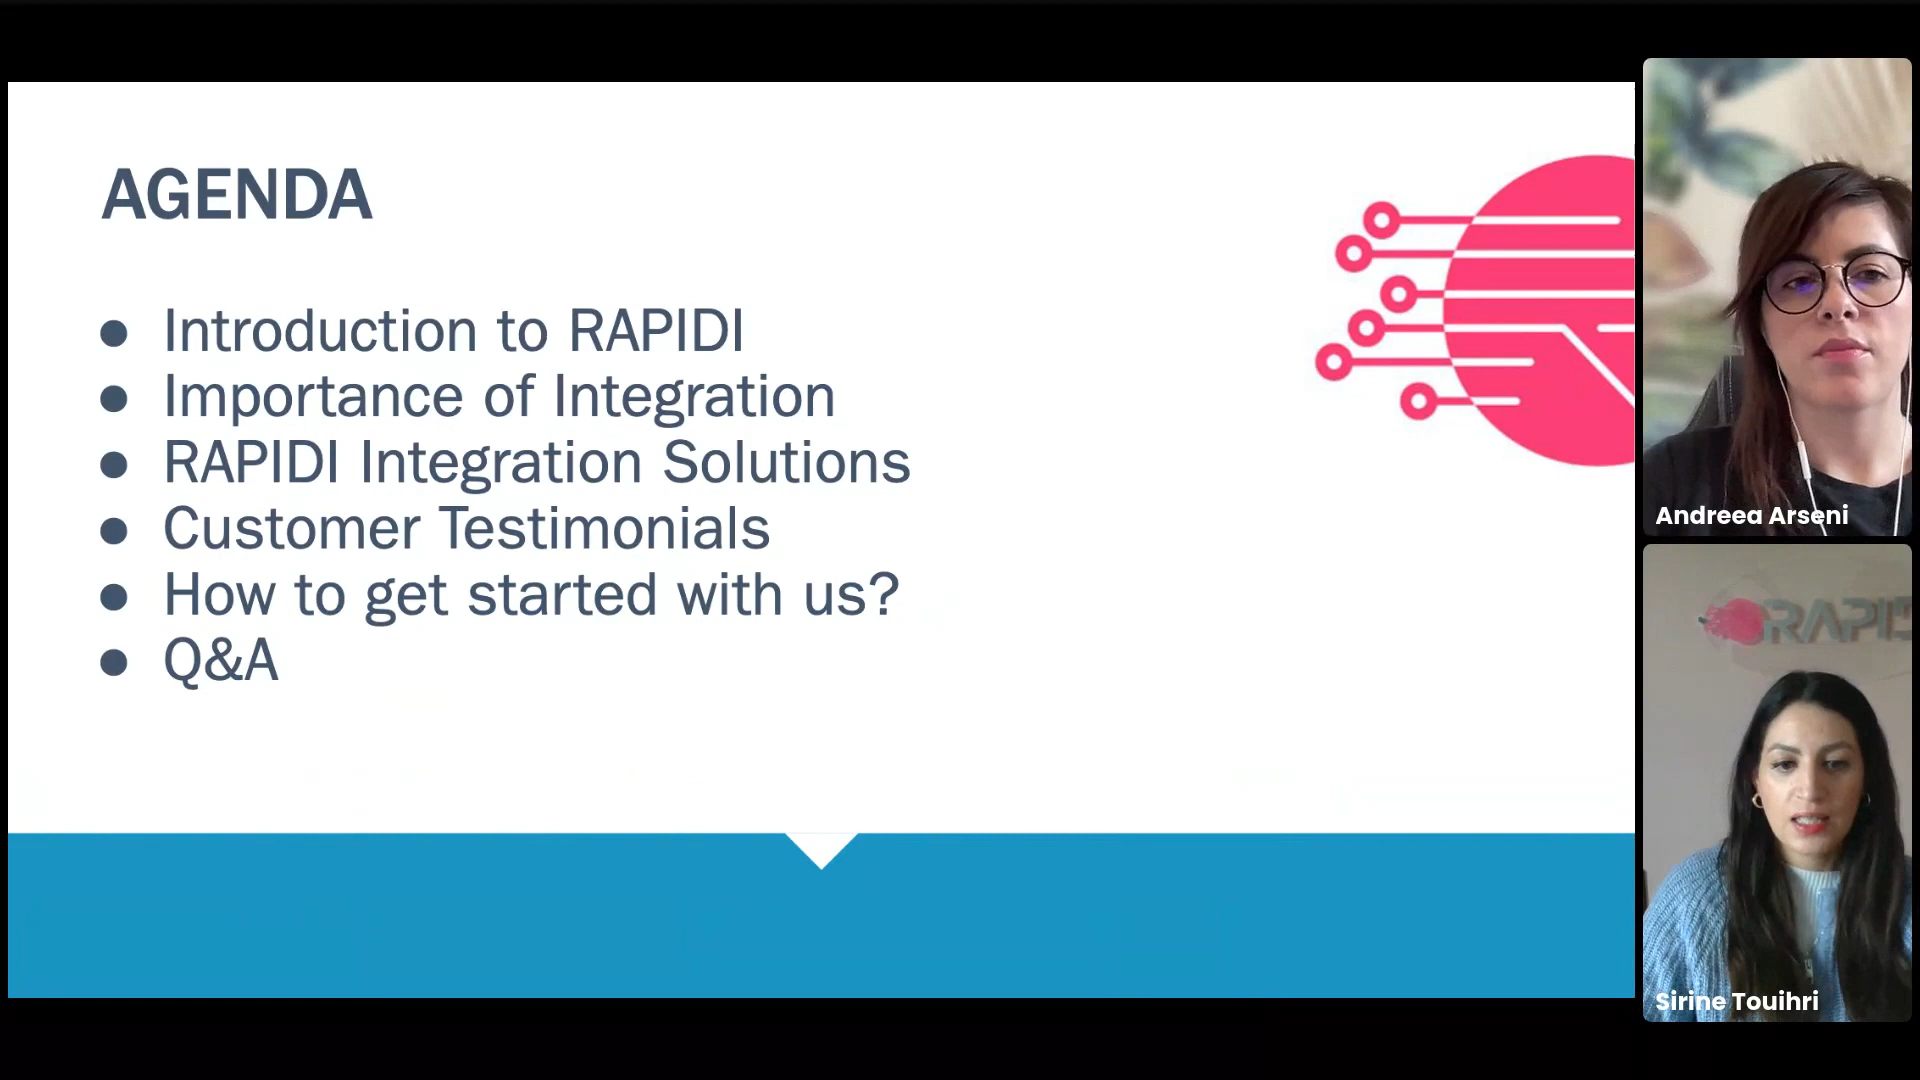 AGENDA
● Introduction to RAPIDI
● Importance of Integration
● RAPIDI Integration Solutions
● Customer Testimonials
● How to get started with us?
● Q&A
Andreea Arseni
RAPID
Sirine Touihri